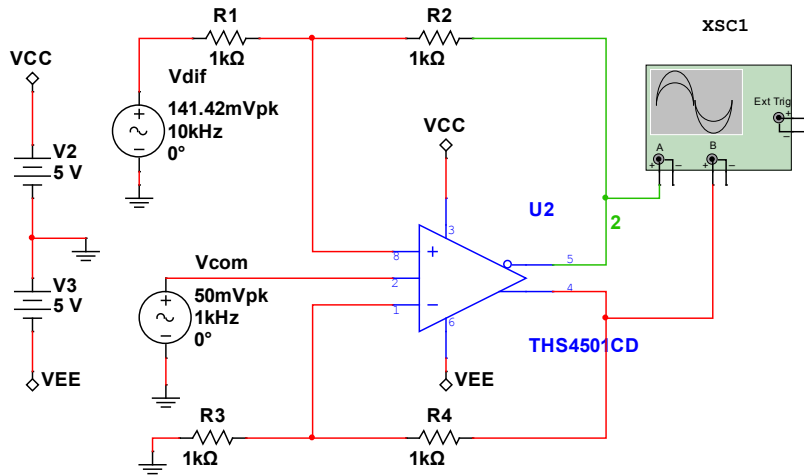 R1
1kΩ
R2
1kΩ
XSC1
VCC
Vdif
141.42mVpk
10kHz
0°
Ext Trig
+
−
A
B
+ − + −
V2
5 V
VCC
3
U2
2
8
+
5
Vcom
50mVpk
1kHz
0°
2
4
−
1
6
V3
5 V
THS4501CD
VEE
VEE
R3
1kΩ
R4
1kΩ